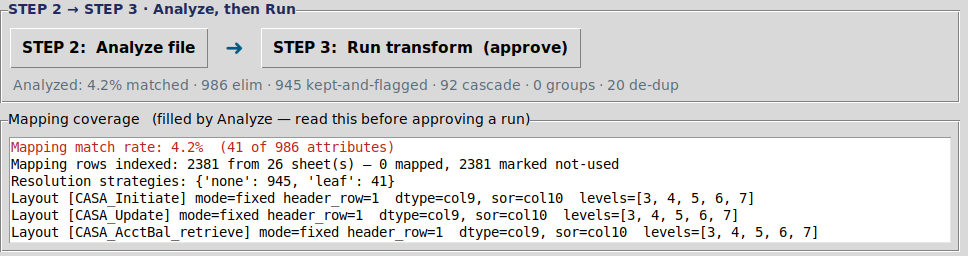 STEP 2 → STEP 3 · Analyze, then Run
STEP 2:  Analyze file ➔ STEP 3:  Run transform  (approve)
Analyzed: 4.2% matched · 986 elim · 945 kept-and-flagged · 92 cascade · 0 groups · 20 de-dup
Mapping coverage   (filled by Analyze — read this before approving a run)
Mapping match rate: 4.2%  (41 of 986 attributes)
Mapping rows indexed: 2381 from 26 sheet(s) — 0 mapped, 2381 marked not-used
Resolution strategies: {'none': 945, 'leaf': 41}
Layout [CASA_Initiate] mode=fixed header_row=1  dtype=col9, sor=col10  levels=[3, 4, 5, 6, 7]
Layout [CASA_Update] mode=fixed header_row=1  dtype=col9, sor=col10  levels=[3, 4, 5, 6, 7]
Layout [CASA_AcctBal_retrieve] mode=fixed header_row=1  dtype=col9, sor=col10  levels=[3, 4, 5, 6, 7]